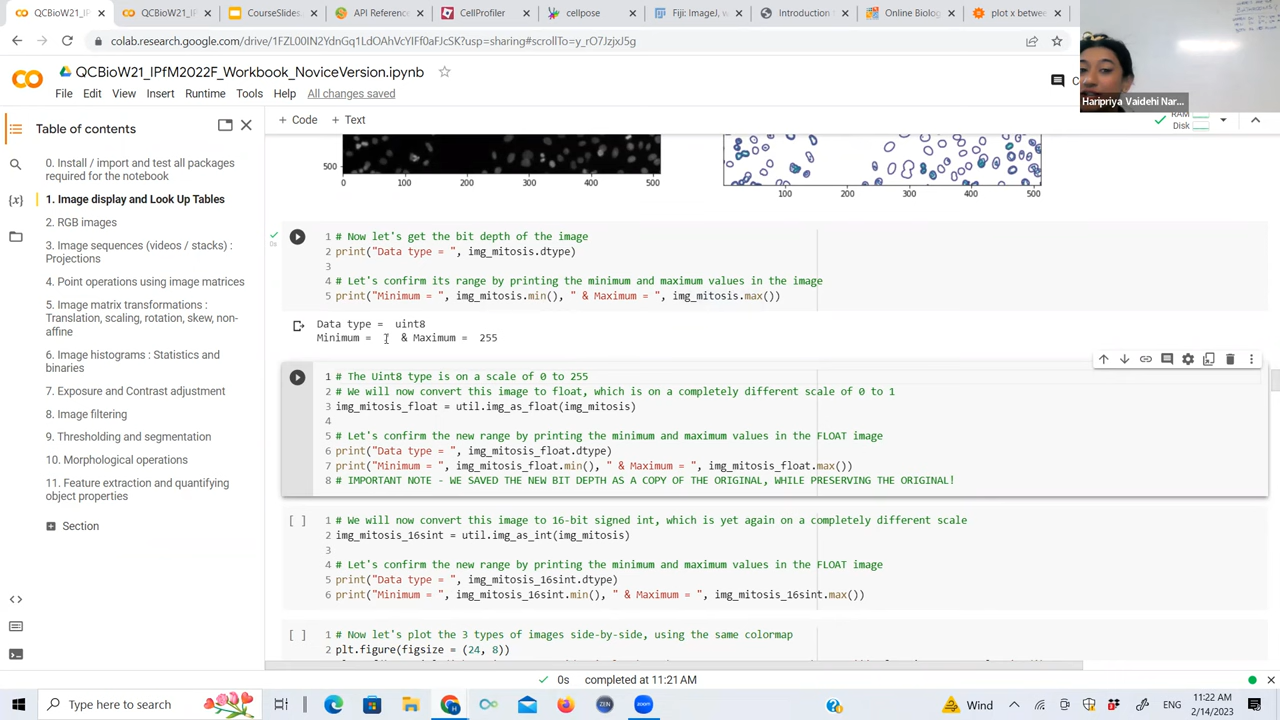 QCBioW21_
QCBioW21_
CourseSlides.
API Reference
CellProfiler
cellpose
Fiji: ImageJ, w
Introduction
Online Biolog
plot x betwee
colab.research.google.com/drive/1FZL00IN2YdnGq1LdOAhVcYIFf0aFJcSK?usp=sharing#scrollTo=y_rO7JzjxJ5g
QCBioW21_IPfM2022F_Workbook_NoviceVersion.ipynb
File Edit View Insert Runtime Tools Help All changes saved
Haripriya Vaidehi Nar...
RAM
Disk
+ Code + Text
Table of contents
0. Install / import and test all packages
required for the notebook
1. Image display and Look Up Tables
2. RGB images
3. Image sequences (videos / stacks) :
Projections
4. Point operations using image matrices
5. Image matrix transformations :
Translation, scaling, rotation, skew, non-
affine
6. Image histograms : Statistics and
binaries
7. Exposure and Contrast adjustment
8. Image filtering
9. Thresholding and segmentation
10. Morphological operations
11. Feature extraction and quantifying
object properties
Section
500
0 100 200 300 400 500
100 200 300 400 500
1 # Now let's get the bit depth of the image
2 print("Data type = ", img_mitosis.dtype)
3
4 # Let's confirm its range by printing the minimum and maximum values in the image
5 print("Minimum = ", img_mitosis.min(), " & Maximum = ", img_mitosis.max())
0s
Data type = uint8
Minimum = & Maximum = 255
1 # The Uint8 type is on a scale of 0 to 255
2 # We will now convert this image to float, which is on a completely different scale of 0 to 1
3 img_mitosis_float = util.img_as_float(img_mitosis)
4
5 # Let's confirm the new range by printing the minimum and maximum values in the FLOAT image
6 print("Data type = ", img_mitosis_float.dtype)
7 print("Minimum = ", img_mitosis_float.min(), " & Maximum = ", img_mitosis_float.max())
8 # IMPORTANT NOTE - WE SAVED THE NEW BIT DEPTH AS A COPY OF THE ORIGINAL, WHILE PRESERVING THE ORIGINAL!
[ ] 1 # We will now convert this image to 16-bit signed int, which is yet again on a completely different scale
2 img_mitosis_16sint = util.img_as_int(img_mitosis)
3
4 # Let's confirm the new range by printing the minimum and maximum values in the FLOAT image
5 print("Data type = ", img_mitosis_16sint.dtype)
6 print("Minimum = ", img_mitosis_16sint.min(), " & Maximum = ", img_mitosis_16sint.max())
[ ] 1 # Now let's plot the 3 types of images side-by-side, using the same colormap
2 plt.figure(figsize = (24, 8))
0s completed at 11:21 AM
Type here to search
ZEN
zoom
Wind
11:22 AM
2/14/2023